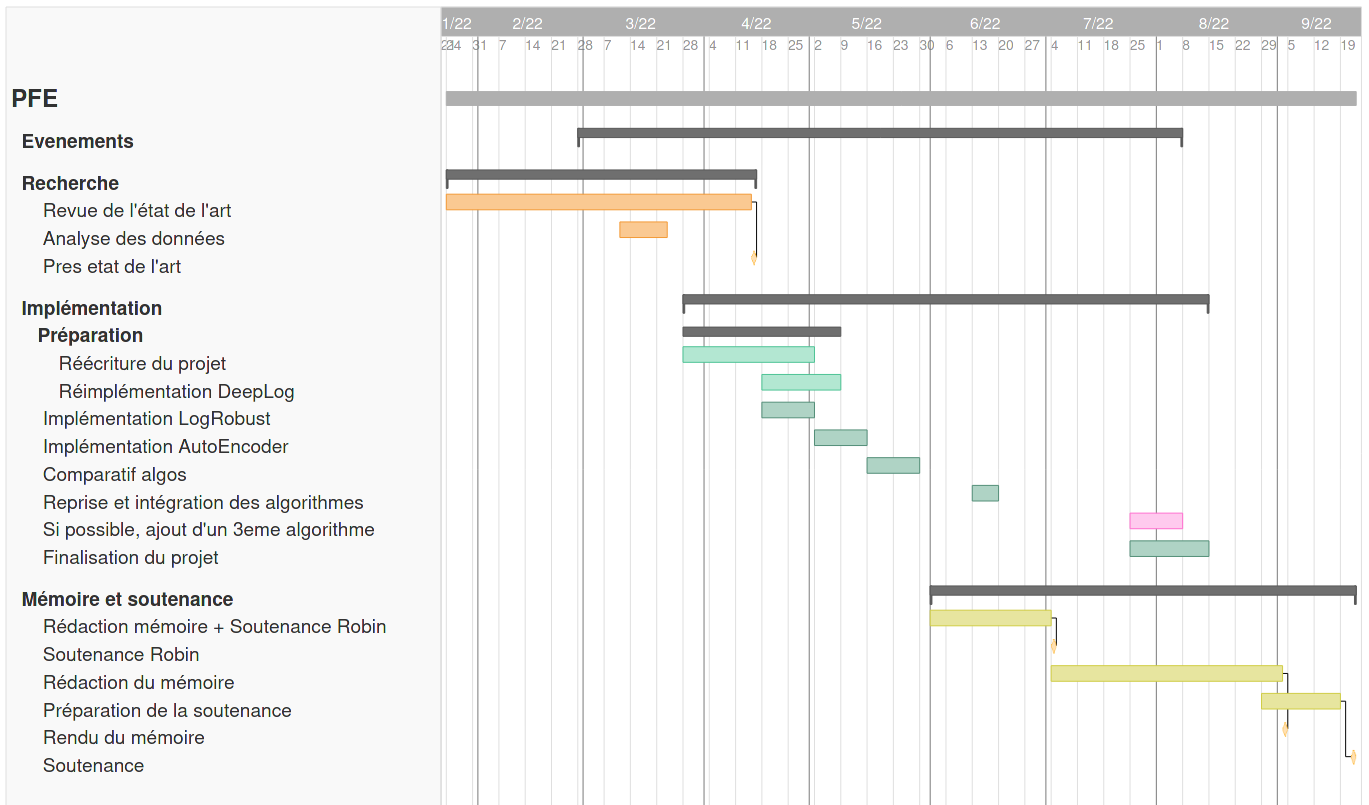 1/22 2/22 3/22 4/22 5/22 6/22 7/22 8/22 9/22
24 31 7 14 21 28 7 14 21 28 4 11 18 25 2 9 16 23 30 6 13 20 27 4 11 18 25 1 8 15 22 29 5 12 19
PFE
Evenements
Recherche
Revue de l'état de l'art
Analyse des données
Pres etat de l'art
Implémentation
Préparation
Réécriture du projet
Réimplémentation DeepLog
Implémentation LogRobust
Implémentation AutoEncoder
Comparatif algos
Reprise et intégration des algorithmes
Si possible, ajout d'un 3eme algorithme
Finalisation du projet
Mémoire et soutenance
Rédaction mémoire + Soutenance Robin
Soutenance Robin
Rédaction du mémoire
Préparation de la soutenance
Rendu du mémoire
Soutenance